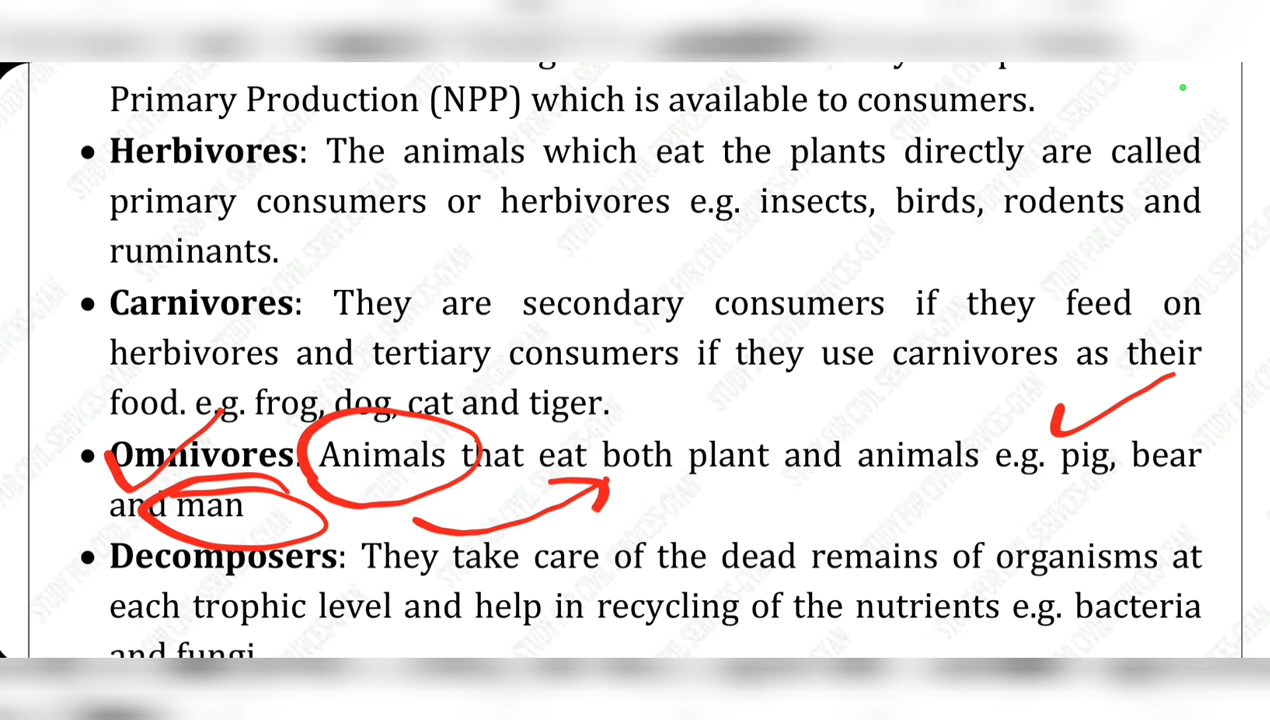 Primary Production (NPP) which is available to consumers.
• Herbivores: The animals which eat the plants directly are called
primary consumers or herbivores e.g. insects, birds, rodents and
ruminants.
• Carnivores: They are secondary consumers if they feed on
herbivores and tertiary consumers if they use carnivores as their
food. e.g. frog, dog, cat and tiger.
• Omnivores: Animals that eat both plant and animals e.g. pig, bear
and man
• Decomposers: They take care of the dead remains of organisms at
each trophic level and help in recycling of the nutrients e.g. bacteria
and fungi